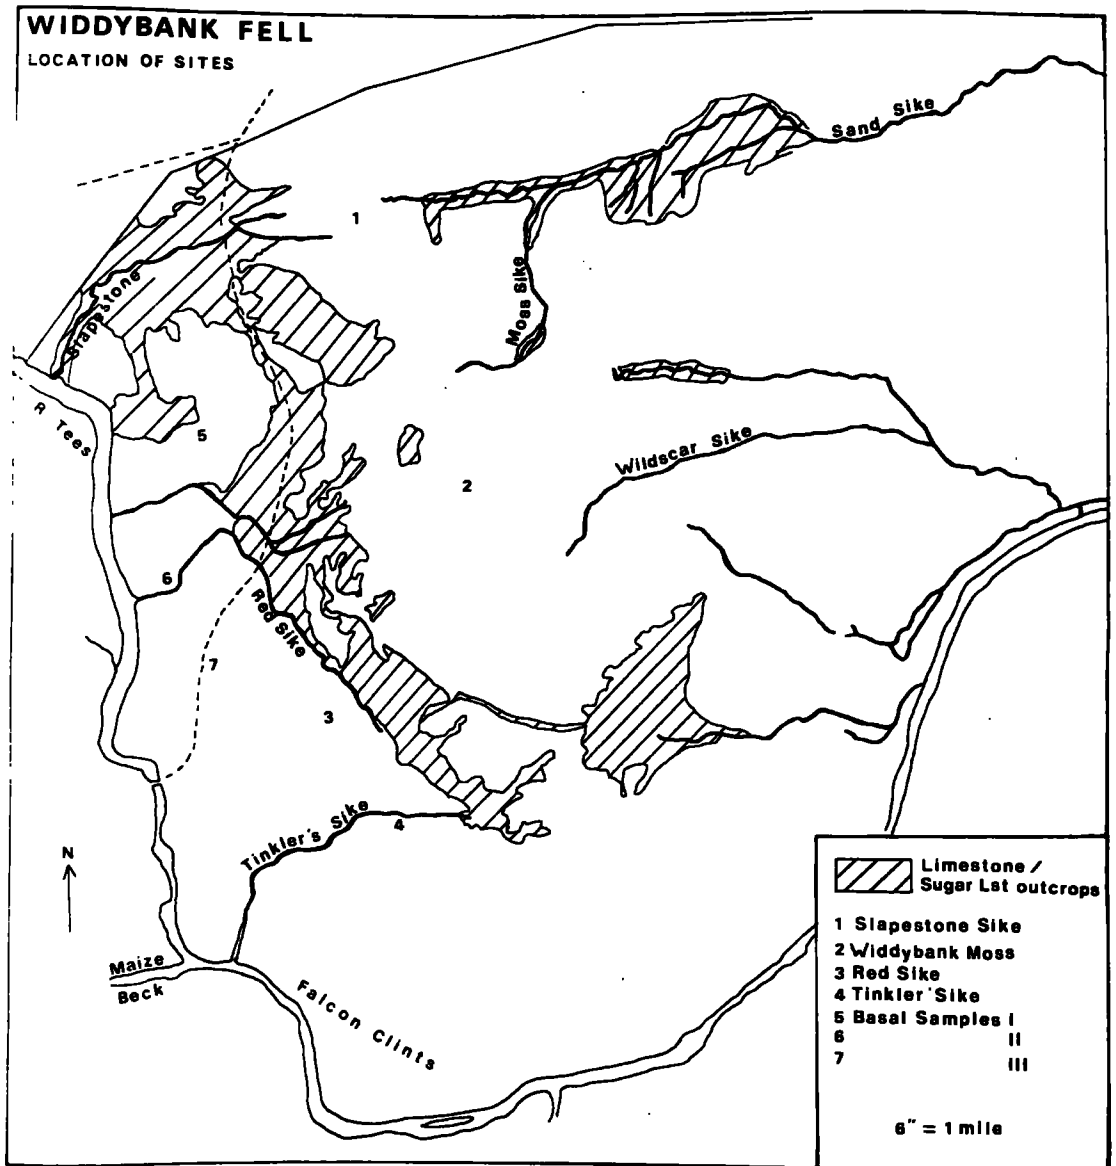 WIDDYBANK FELL
LOCATION OF SITES
Sand Sike
1
Moss Sike
Slapestone
R Tees
5
Wildscar Sike
2
6
Red Sike
7
3
Tinkler's Sike
4
N
Maize
Beck
Falcon Clints
Limestone /
Sugar Lst outcrops
1 Slapestone Sike
2 Widdybank Moss
3 Red Sike
4 Tinkler'Sike
5 Basal Samples I
6 II
7 III
6" = 1 mile